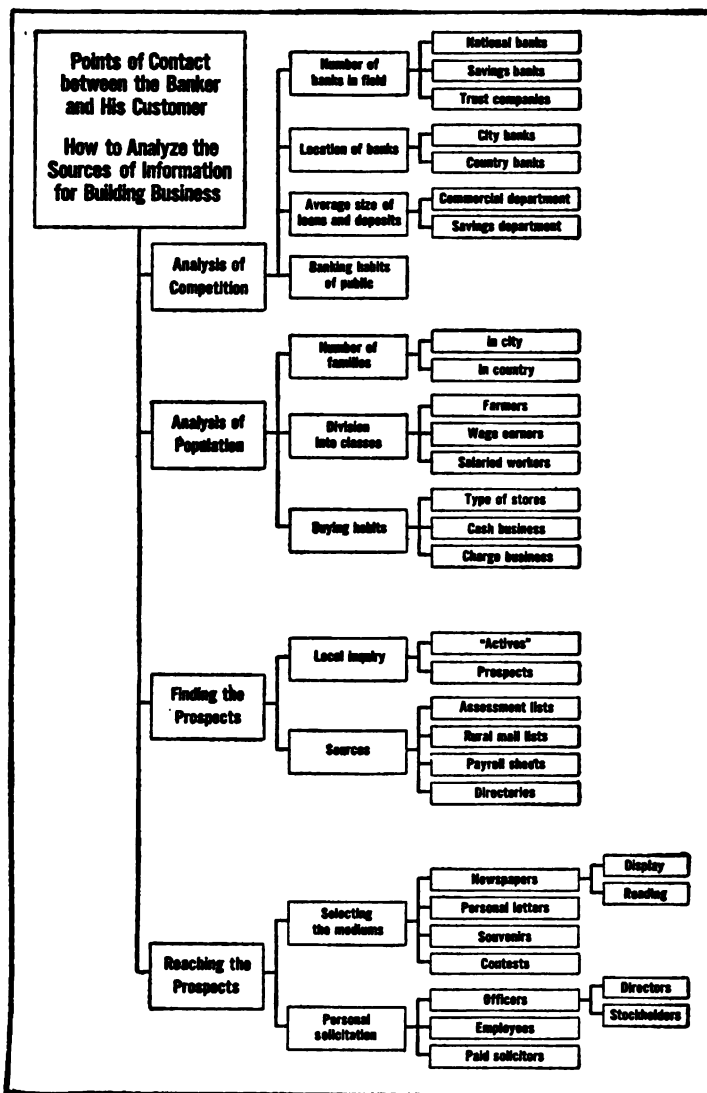 Points of Contact
between the Banker
and His Customer
How to Analyze the
Sources of Information
for Building Business
Analysis of
Competition
Number of
banks in field
National banks
Savings banks
Trust companies
Location of banks
City banks
Country banks
Average size of
loans and deposits
Commercial department
Savings department
Banking habits
of public
Analysis of
Population
Number of
families
In city
In country
Division
into classes
Farmers
Wage earners
Salaried workers
Buying habits
Type of stores
Cash business
Charge business
Finding the
Prospects
Local inquiry
"Actives"
Prospects
Sources
Assessment lists
Rural mail lists
Payroll sheets
Directories
Reaching the
Prospects
Selecting
the mediums
Newspapers
Display
Reading
Personal letters
Souvenirs
Contests
Personal
solicitation
Officers
Directors
Stockholders
Employees
Paid solicitors